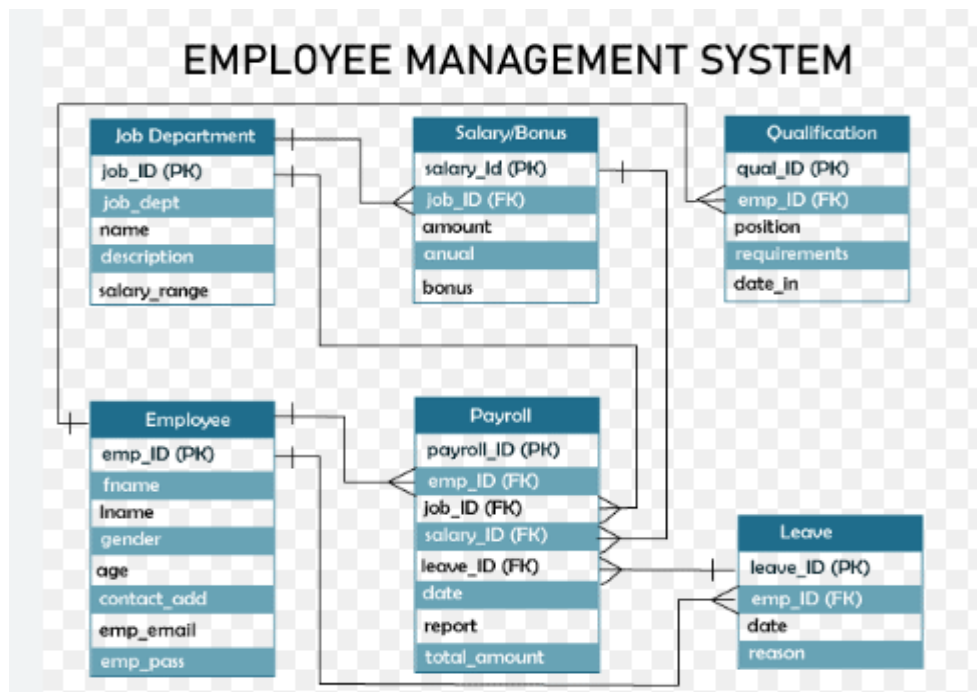 EMPLOYEE MANAGEMENT SYSTEM
Job Department
job_ID (PK)
job_dept
name
description
salary_range
Salary/Bonus
salary_Id (PK)
job_ID (FK)
amount
anual
bonus
Qualification
qual_ID (PK)
emp_ID (FK)
position
requirements
date_in
Employee
emp_ID (PK)
fname
lname
gender
age
contact_add
emp_email
emp_pass
Payroll
payroll_ID (PK)
emp_ID (FK)
job_ID (FK)
salary_ID (FK)
leave_ID (FK)
date
report
total_amount
Leave
leave_ID (PK)
emp_ID (FK)
date
reason